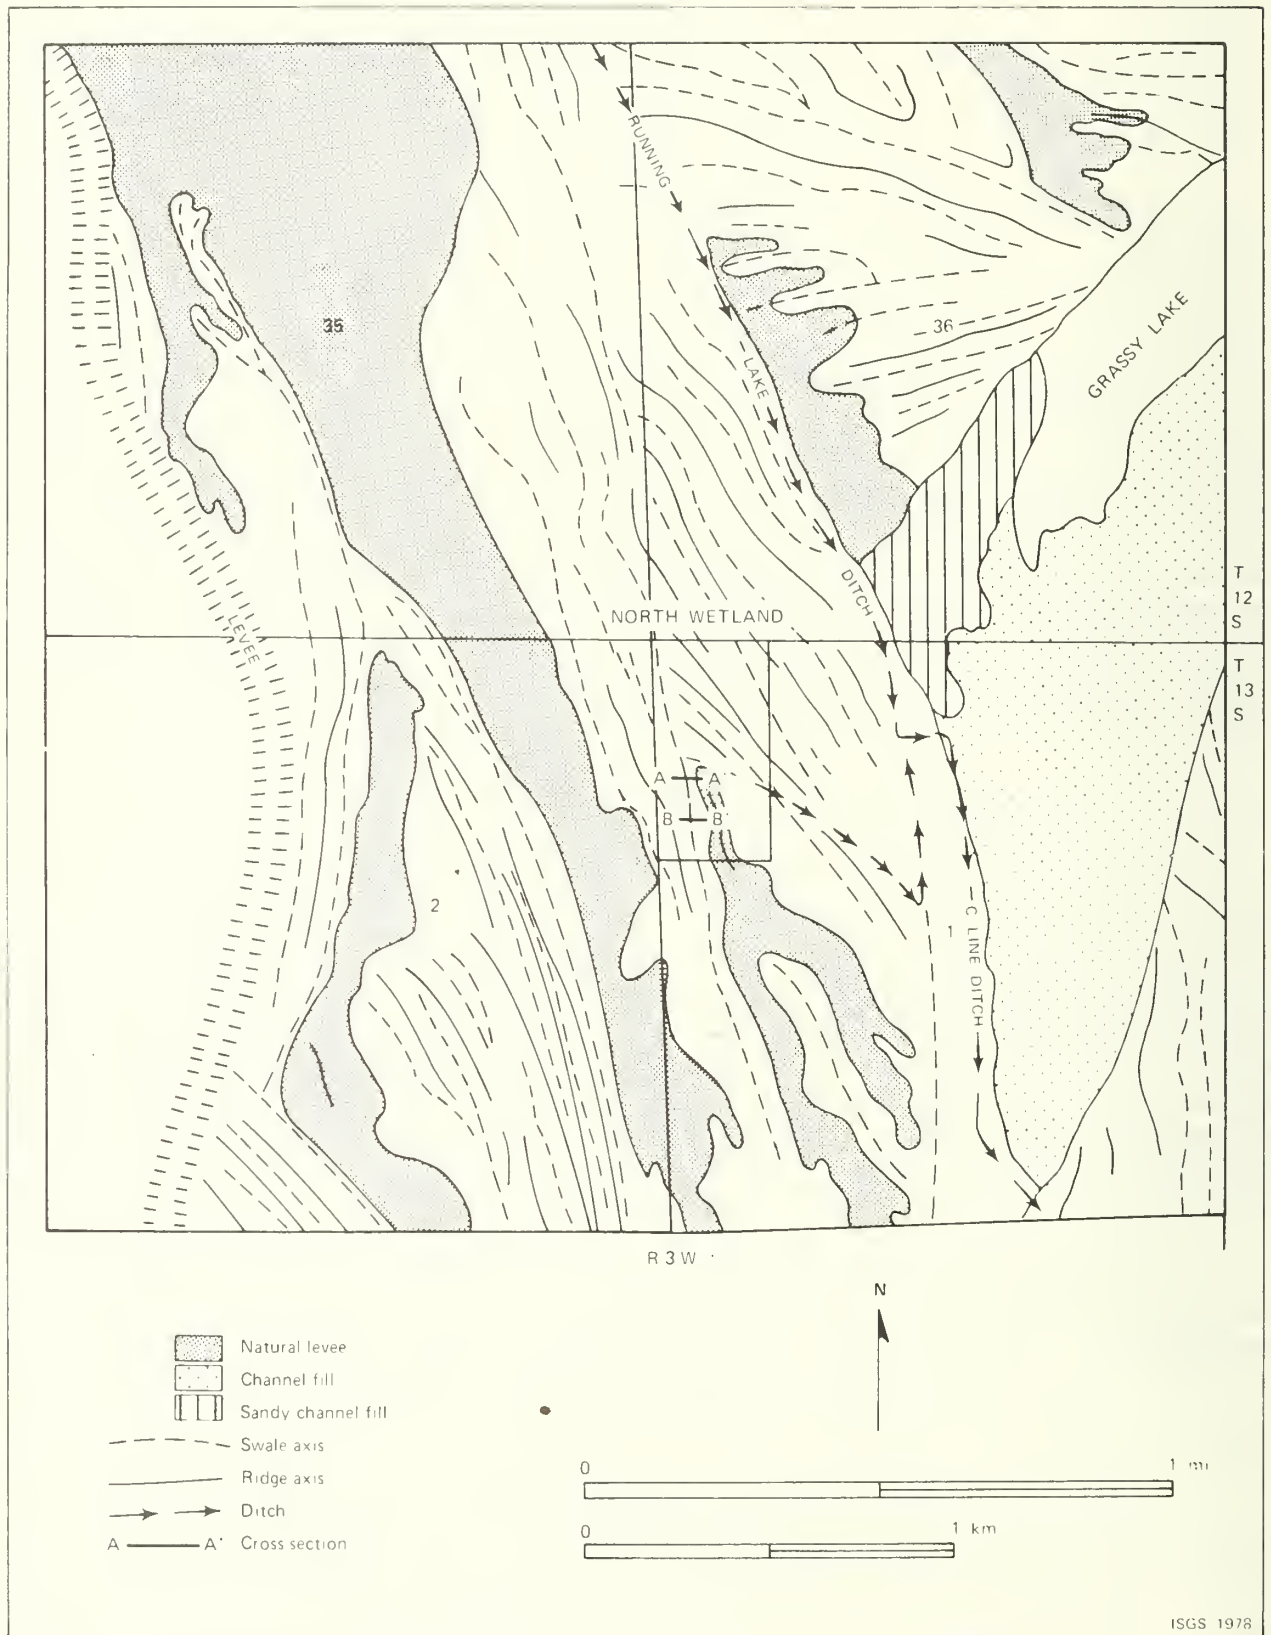 RUNNING
35
36
GRASSY LAKE
LAKE
DITCH
NORTH WETLAND
LEVEE
T
12
S
T
13
S
A A'
B B'
2
1
C LINE DITCH
R 3 W
N
Natural levee
Channel fill
Sandy channel fill
Swale axis
Ridge axis
Ditch
A A' Cross section
0 1 mi
0 1 km
ISGS 1978